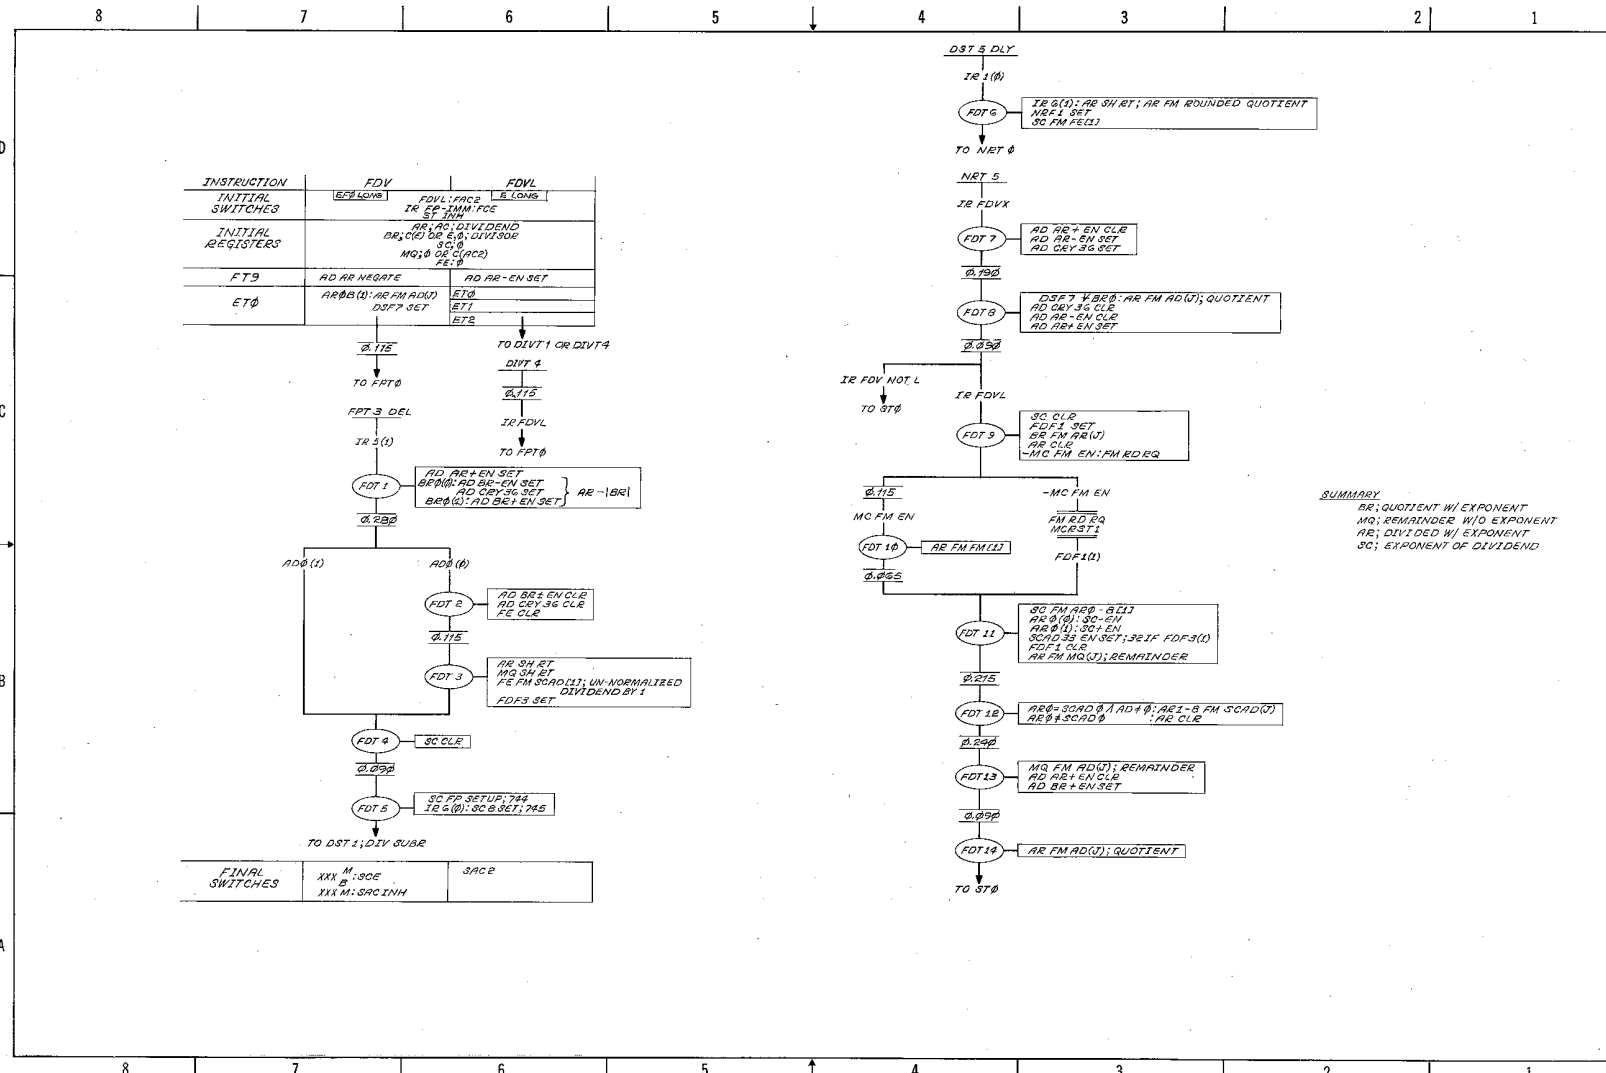 8 7 6 5 4 3 2 1
D
C
B
A
INSTRUCTION FDV FDVL
INITIAL SWITCHES
EFØ LONG
E LONG
FDVL:FAC2
IR FP-IMM:FCE
ST INH
INITIAL REGISTERS
AR;AC;DIVIDEND
BR;C(E) OR E,Ø;DIVISOR
SC;Ø
MQ;Ø OR C(AC2)
FE;Ø
FT9 AD AR NEGATE AD AR-EN SET
ETØ
ARØB(1):AR FM AD(J)
DSF7 SET
ETØ
ET1
ET2
Ø.115
TO FPTØ
TO DIVT1 OR DIVT4
DIVT 4
Ø.115
IR FDVL
TO FPTØ
FPT 3 DEL
IR 5(1)
FDT 1
AD AR+EN SET
BRØ(Ø):AD BR-EN SET
AD CRY36 SET
BRØ(1):AD BR+EN SET
AR-|BR|
Ø.28Ø
ADØ(1)
ADØ(Ø)
FDT 2
AD BR± EN CLR
AD CRY36 CLR
FE CLR
Ø.115
FDT 3
AR SH RT
MQ SH RT
FE FM SCAD[1]; UN-NORMALIZED
DIVIDEND BY 1
FDF3 SET
FDT 4
SC CLR
Ø.Ø9Ø
FDT 5
SC FP SETUP; 744
IR 6(Ø):SC 8 SET; 745
TO DST1;DIV SUBR
FINAL SWITCHES
XXX M B:SCE
XXX M:SAC INH
SAC2
DST 5 DLY
IR 1(Ø)
FDT 6
IR 6(1):AR SH RT; AR FM ROUNDED QUOTIENT
NRF1 SET
SC FM FE[1]
TO NRT Ø
NRT 5
IR FDVX
FDT 7
AD AR+EN CLR
AD AR-EN SET
AD CRY 36 SET
Ø.19Ø
FDT 8
DSF7 ∀ BRØ:AR FM AD(J); QUOTIENT
AD CRY 36 CLR
AD AR-EN CLR
AD AR+EN SET
Ø.Ø9Ø
IR FDV NOT L
TO STØ
IR FDVL
FDT 9
SC CLR
FDF1 SET
BR FM AR(J)
AR CLR
-MC FM EN:FM RD RQ
Ø.115
MC FM EN
FDT 1Ø
AR FM FM[1]
Ø.Ø65
-MC FM EN
FM RD RQ
MCRST1
FDF1(1)
FDT 11
SC FM ARØ-8[1]
ARØ(Ø):SC-EN
ARØ(1):SC+EN
SCAD33 EN SET;32 IF FDF3(1)
FDF1 CLR
AR FM MQ(J); REMAINDER
Ø.215
FDT 12
ARØ=SCADØ∧AD≠Ø:AR1-8 FM SCAD(J)
ARØ≠SCADØ :AR CLR
Ø.24Ø
FDT13
MQ FM AD(J); REMAINDER
AD AR+EN CLR
AD BR+EN SET
Ø.Ø9Ø
FDT14
AR FM AD(J); QUOTIENT
TO STØ
SUMMARY
BR; QUOTIENT W/ EXPONENT
MQ; REMAINDER W/O EXPONENT
AR; DIVIDED W/ EXPONENT
SC; EXPONENT OF DIVIDEND
8 7 6 5 4 3 2 1